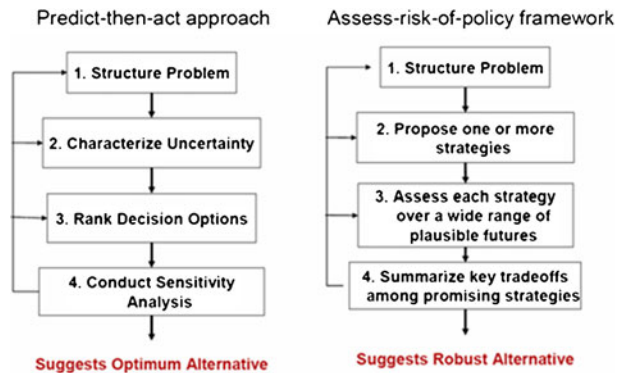 Predict-then-act approach
1. Structure Problem
2. Characterize Uncertainty
3. Rank Decision Options
4. Conduct Sensitivity
Analysis
Suggests Optimum Alternative
Assess-risk-of-policy framework
1. Structure Problem
2. Propose one or more
strategies
3. Assess each strategy
over a wide range of
plausible futures
4. Summarize key tradeoffs
among promising strategies
Suggests Robust Alternative